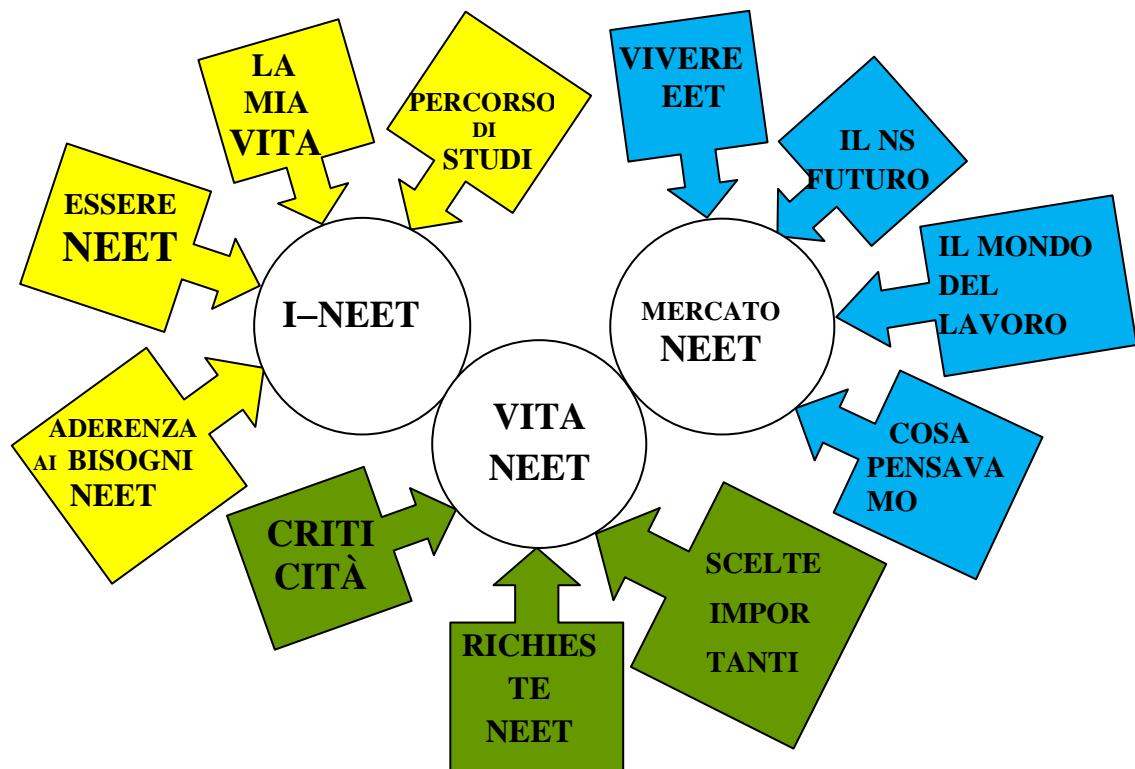 LA
MIA
VITA
PERCORSO
DI
STUDI
ESSERE
NEET
ADERENZA
AI BISOGNI
NEET
I–NEET
VIVERE
EET
IL NS
FUTURO
IL MONDO
DEL
LAVORO
COSA
PENSAVA
MO
MERCATO
NEET
VITA
NEET
CRITI
CITÀ
RICHIES
TE
NEET
SCELTE
IMPOR
TANTI